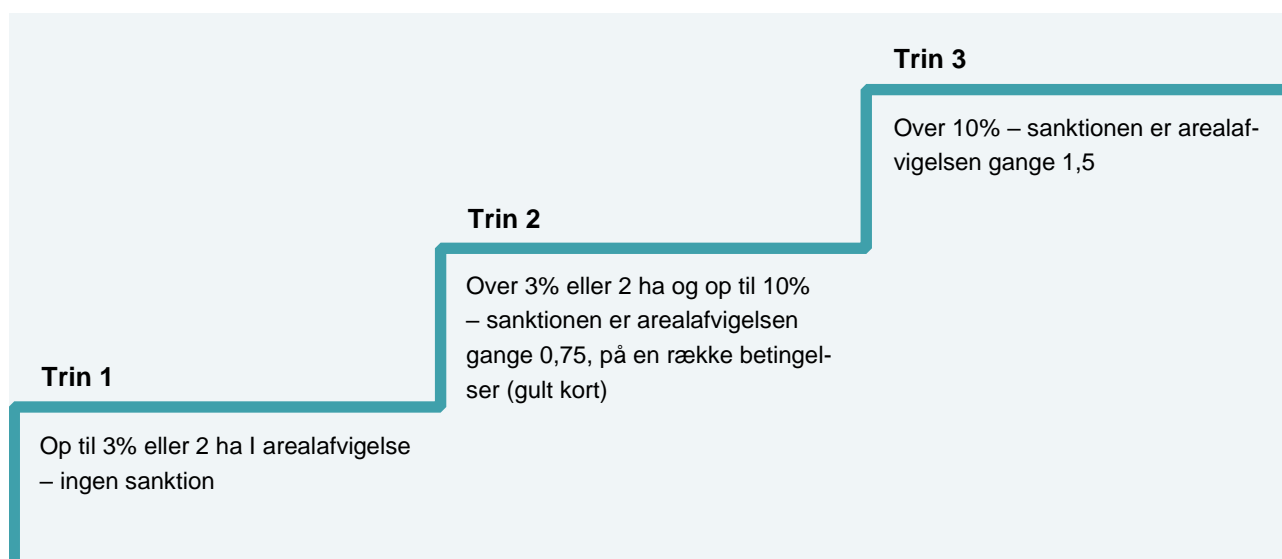 Trin 3
Over 10% – sanktionen er arealaf-
vigelsen gange 1,5
Trin 2
Over 3% eller 2 ha og op til 10%
– sanktionen er arealafvigelsen
gange 0,75, på en række betingel-
ser (gult kort)
Trin 1
Op til 3% eller 2 ha I arealafvigelse
– ingen sanktion